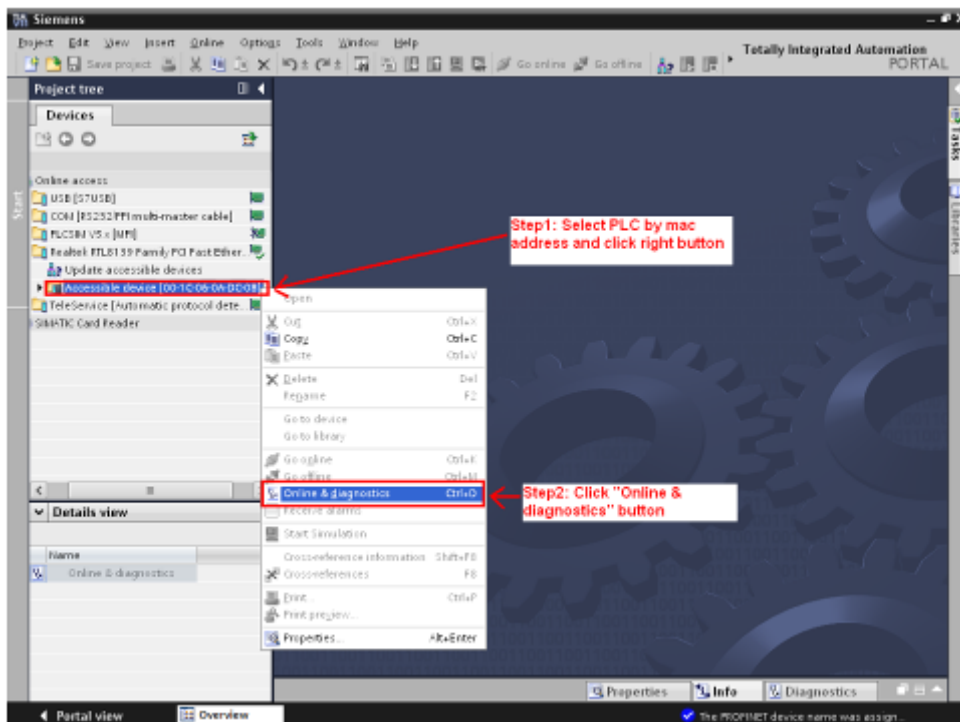 Siemens
Project Edit View Insert Online Options Tools Window Help
Save project Go online Go offline
Totally Integrated Automation
PORTAL
Project tree
Devices
Start
Online access
USB [S7USB]
COM [RS232/PPI multi-master cable]
PLCSIM V5.x [MPI]
Realtek RTL8139 Family PCI Fast Ether..
Update accessible devices
Accessible device [00-1C-06-0A-DC-0B]
TeleService [Automatic protocol dete..
SIMATIC Card Reader
Step1: Select PLC by mac
address and click right button
Open
Cut Ctrl+X
Copy Ctrl+C
Paste Ctrl+V
Delete Del
Rename F2
Go to device
Go to library
Go online Ctrl+K
Go offline Ctrl+M
Online & diagnostics Ctrl+D
Receive alarms
Start Simulation
Cross-reference information Shift+F8
Cross-references F8
Print... Ctrl+P
Print preview...
Properties... Alt+Enter
Step2: Click "Online &
diagnostics" button
Details view
Name
Online & diagnostics
Tasks
Libraries
Properties Info Diagnostics
Portal view Overview The PROFINET device name was assign...